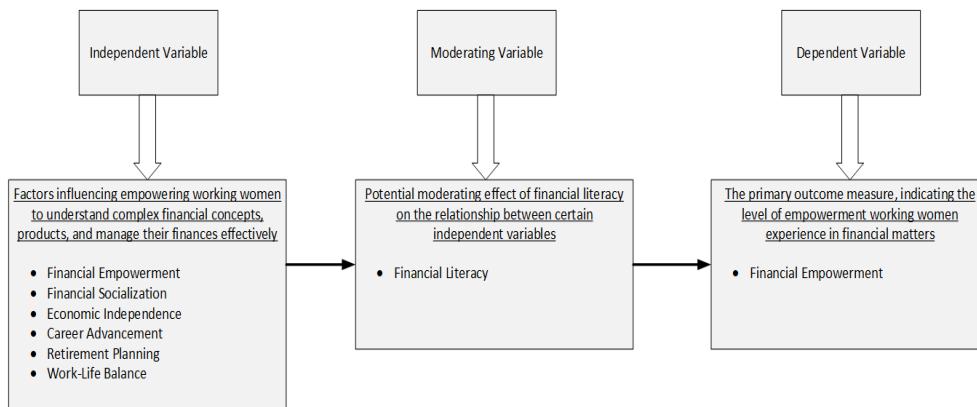 Independent Variable
Moderating Variable
Dependent Variable
Factors influencing empowering working women
to understand complex financial concepts,
products, and manage their finances effectively
• Financial Empowerment
• Financial Socialization
• Economic Independence
• Career Advancement
• Retirement Planning
• Work-Life Balance
Potential moderating effect of financial literacy
on the relationship between certain
independent variables
• Financial Literacy
The primary outcome measure, indicating the
level of empowerment working women
experience in financial matters
• Financial Empowerment